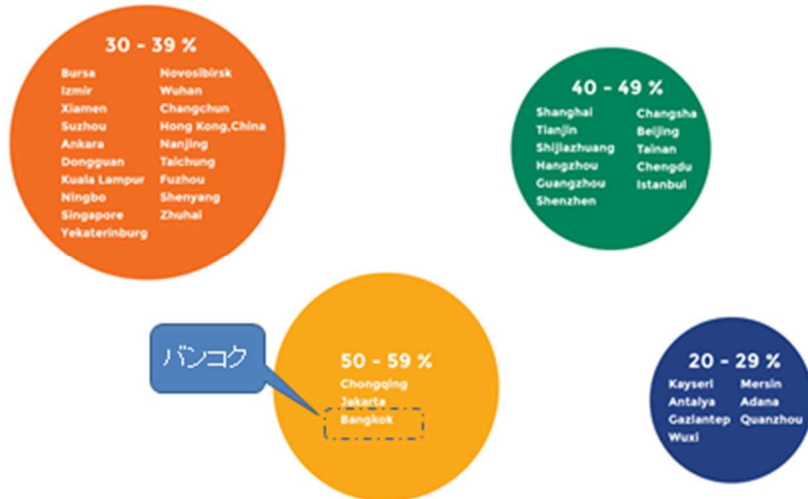 30 - 39 %
Bursa
Izmir
Xiamen
Suzhou
Ankara
Dongguan
Kuala Lampur
Ningbo
Singapore
Yekaterinburg
Novosibirsk
Wuhan
Changchun
Hong Kong,China
Nanjing
Taichung
Fuzhou
Shenyang
Zhuhai
40 - 49 %
Shanghai
Tianjin
Shijiazhuang
Hangzhou
Guangzhou
Shenzhen
Changsha
Beijing
Tainan
Chengdu
Istanbul
バンコク
50 - 59 %
Chongqing
Jakarta
Bangkok
20 - 29 %
Kayseri
Antalya
Gaziantep
Wuxi
Mersin
Adana
Quanzhou